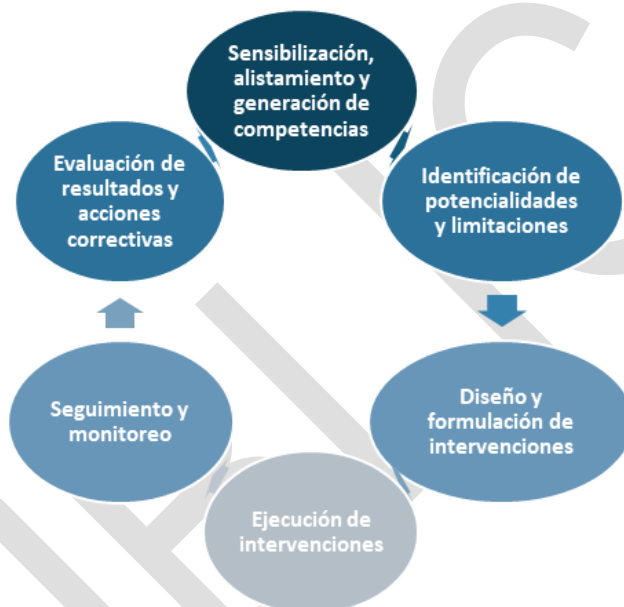 Sensibilización,
alistamiento y
generación de
competencias
Identificación de
potencialidades
y limitaciones
Diseño y
formulación de
intervenciones
Ejecución de
intervenciones
Seguimiento y
monitoreo
Evaluación de
resultados y
acciones
correctivas